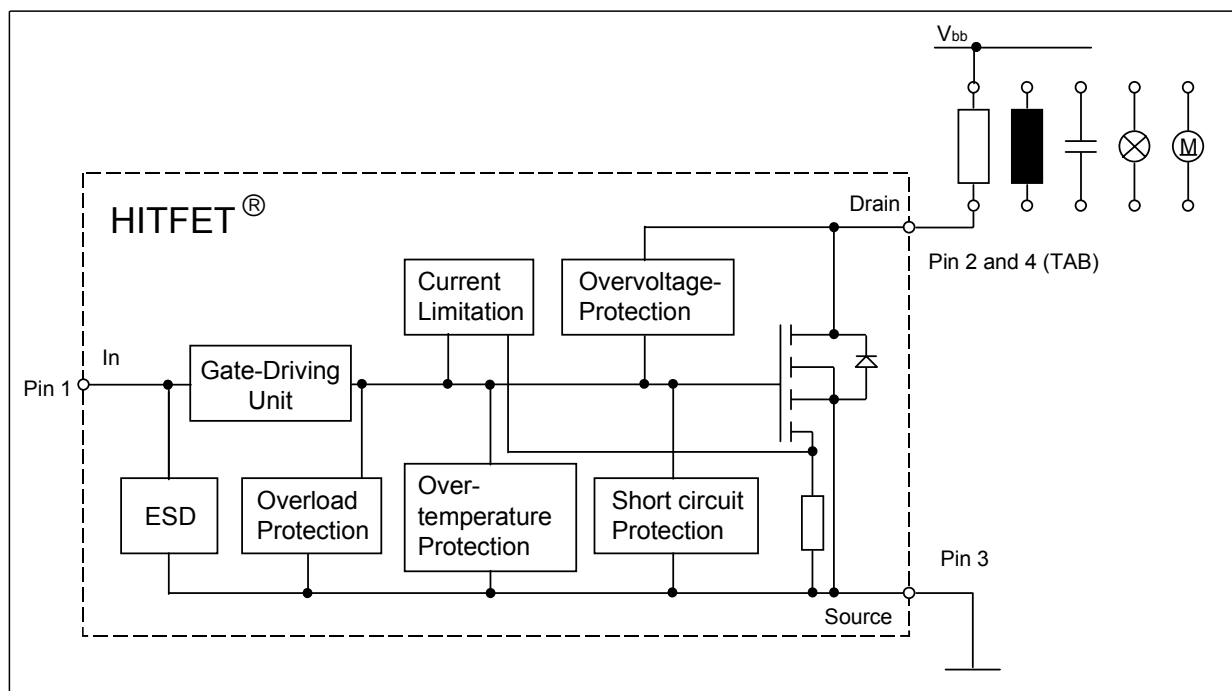 Vbb
M
HITFET ®
Drain
Pin 2 and 4 (TAB)
Current
Limitation
Overvoltage-
Protection
In
Pin 1
Gate-Driving
Unit
ESD
Overload
Protection
Over-
temperature
Protection
Short circuit
Protection
Pin 3
Source